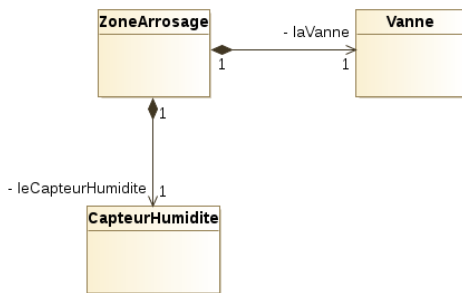 ZoneArrosage
- laVanne
Vanne
1
1
1
- leCapteurHumidite
1
CapteurHumidite